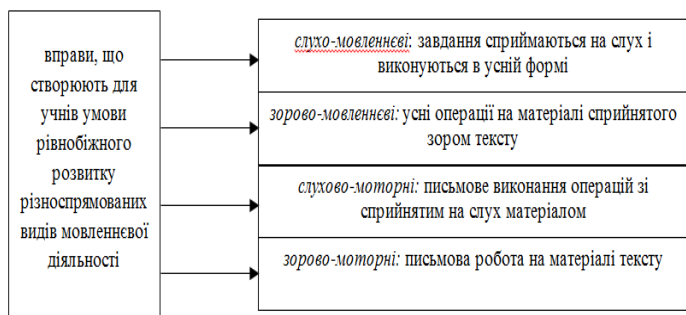 вправи, що
створюють для
учнів умови
рівнобіжного
розвитку
різноспрямованих
видів мовленнєвої
діяльності
слухо-мовленнєві: завдання сприймаються на слух і
виконуються в усній формі
зорово-мовленнєві: усні операції на матеріалі сприйнятого
зором тексту
слухово-моторні: письмове виконання операцій зі
сприйнятим на слух матеріалом
зорово-моторні: письмова робота на матеріалі тексту